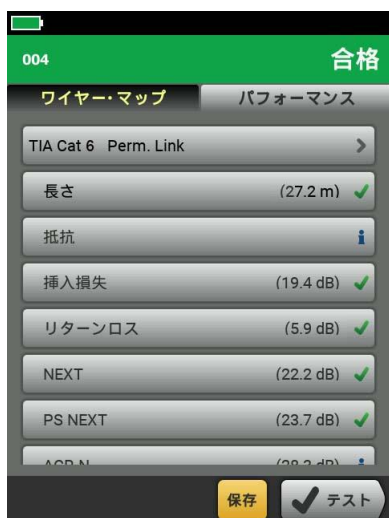 004 合格
ワイヤー・マップ パフォーマンス
TIA Cat 6 Perm. Link
長さ (27.2 m)
抵抗
挿入損失 (19.4 dB)
リターンロス (5.9 dB)
NEXT (22.2 dB)
PS NEXT (23.7 dB)
保存 テスト